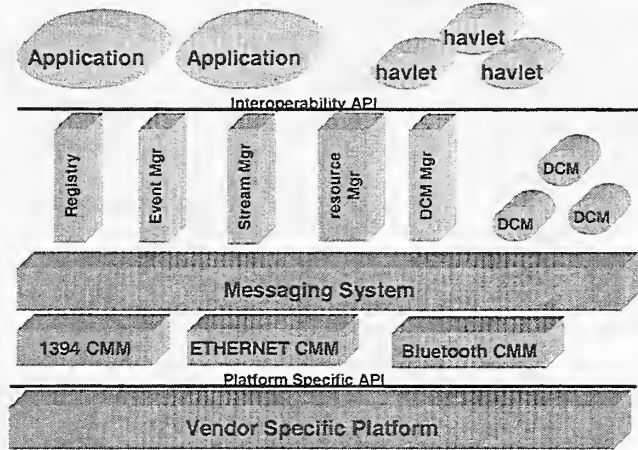 Application
Application
havlet
havlet
havlet
Interoperability API
Registry
Event Mgr
Stream Mgr
resource
Mgr
DCM Mgr
DCM
DCM
DCM
Messaging System
1394 CMM
ETHERNET CMM
Bluetooth CMM
Platform Specific API
Vendor Specific Platform